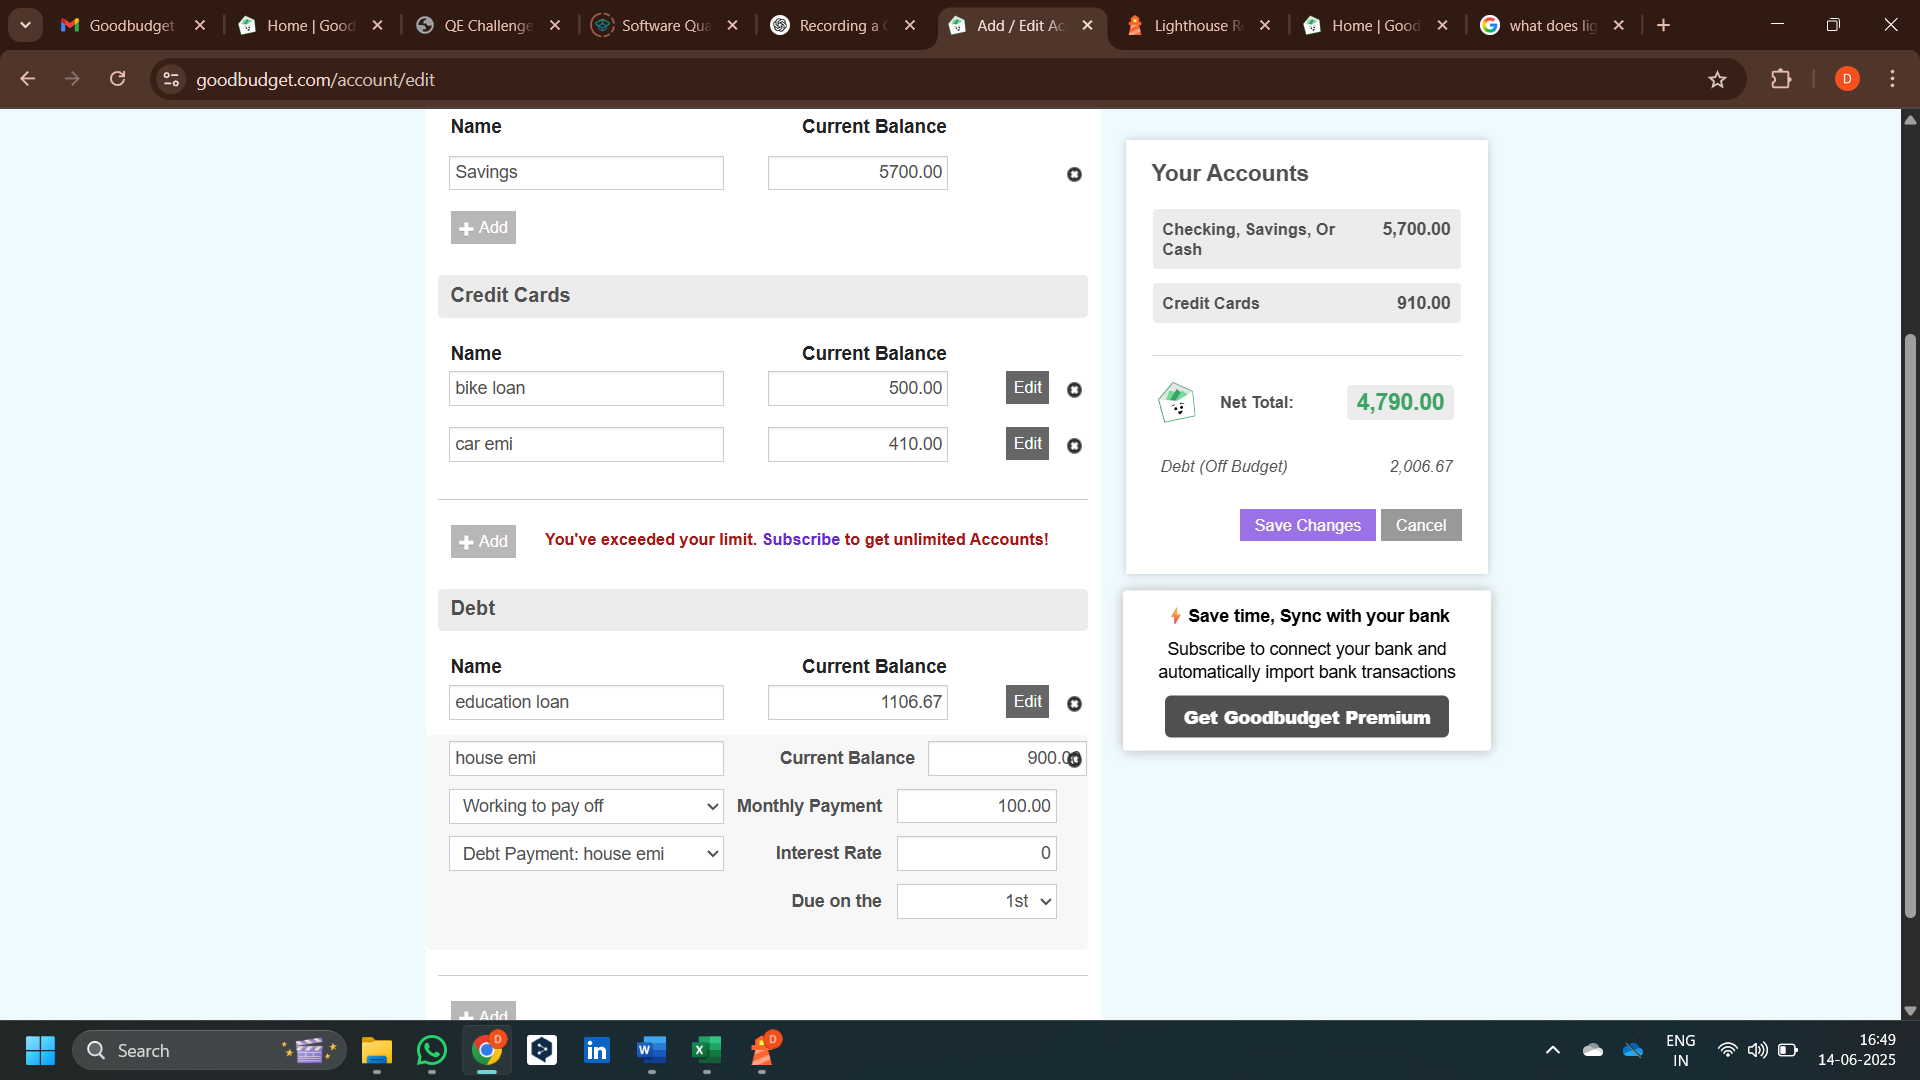 Goodbudget
Home | Good
QE Challenge
Software Qua
Recording a
Add / Edit Ac
Lighthouse R
Home | Good
what does lig
goodbudget.com/account/edit
D
Name Current Balance
Savings 5700.00
Add
Credit Cards
Name Current Balance
bike loan 500.00 Edit
car emi 410.00 Edit
Add You've exceeded your limit. Subscribe to get unlimited Accounts!
Debt
Name Current Balance
education loan 1106.67 Edit
house emi Current Balance 900.0
Working to pay off Monthly Payment 100.00
Debt Payment: house emi Interest Rate 0
Due on the 1st
Add
Your Accounts
Checking, Savings, Or 5,700.00
Cash
Credit Cards 910.00
Net Total: 4,790.00
Debt (Off Budget) 2,006.67
Save Changes Cancel
Save time, Sync with your bank
Subscribe to connect your bank and
automatically import bank transactions
Get Goodbudget Premium
Search
ENG
IN
16:49
14-06-2025